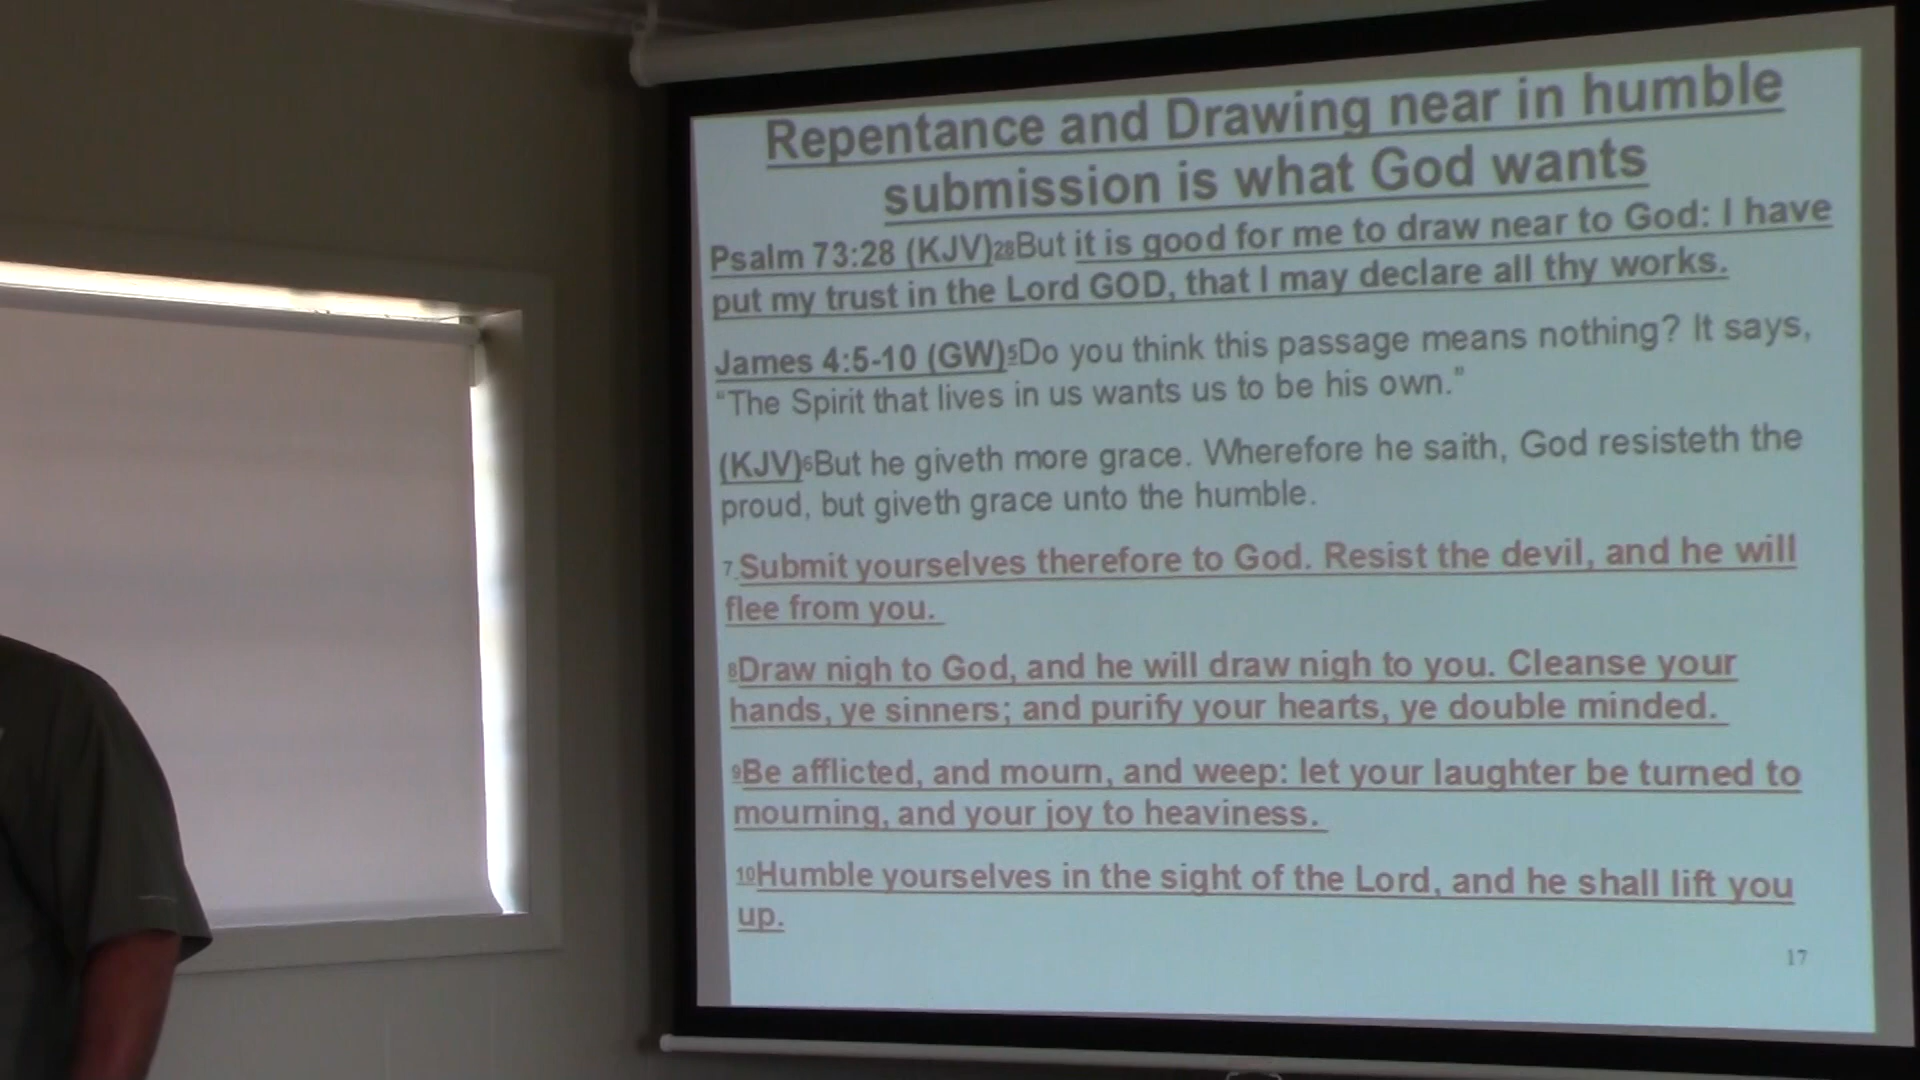 Repentance and Drawing near in humble
submission is what God wants
Psalm 73:28 (KJV)28But it is good for me to draw near to God: I have
put my trust in the Lord GOD, that I may declare all thy works.
James 4:5-10 (GW)5Do you think this passage means nothing? It says,
“The Spirit that lives in us wants us to be his own.”
(KJV)6But he giveth more grace. Wherefore he saith, God resisteth the
proud, but giveth grace unto the humble.
7 Submit yourselves therefore to God. Resist the devil, and he will
flee from you.
8Draw nigh to God, and he will draw nigh to you. Cleanse your
hands, ye sinners; and purify your hearts, ye double minded.
9Be afflicted, and mourn, and weep: let your laughter be turned to
mourning, and your joy to heaviness.
10Humble yourselves in the sight of the Lord, and he shall lift you
up.
17